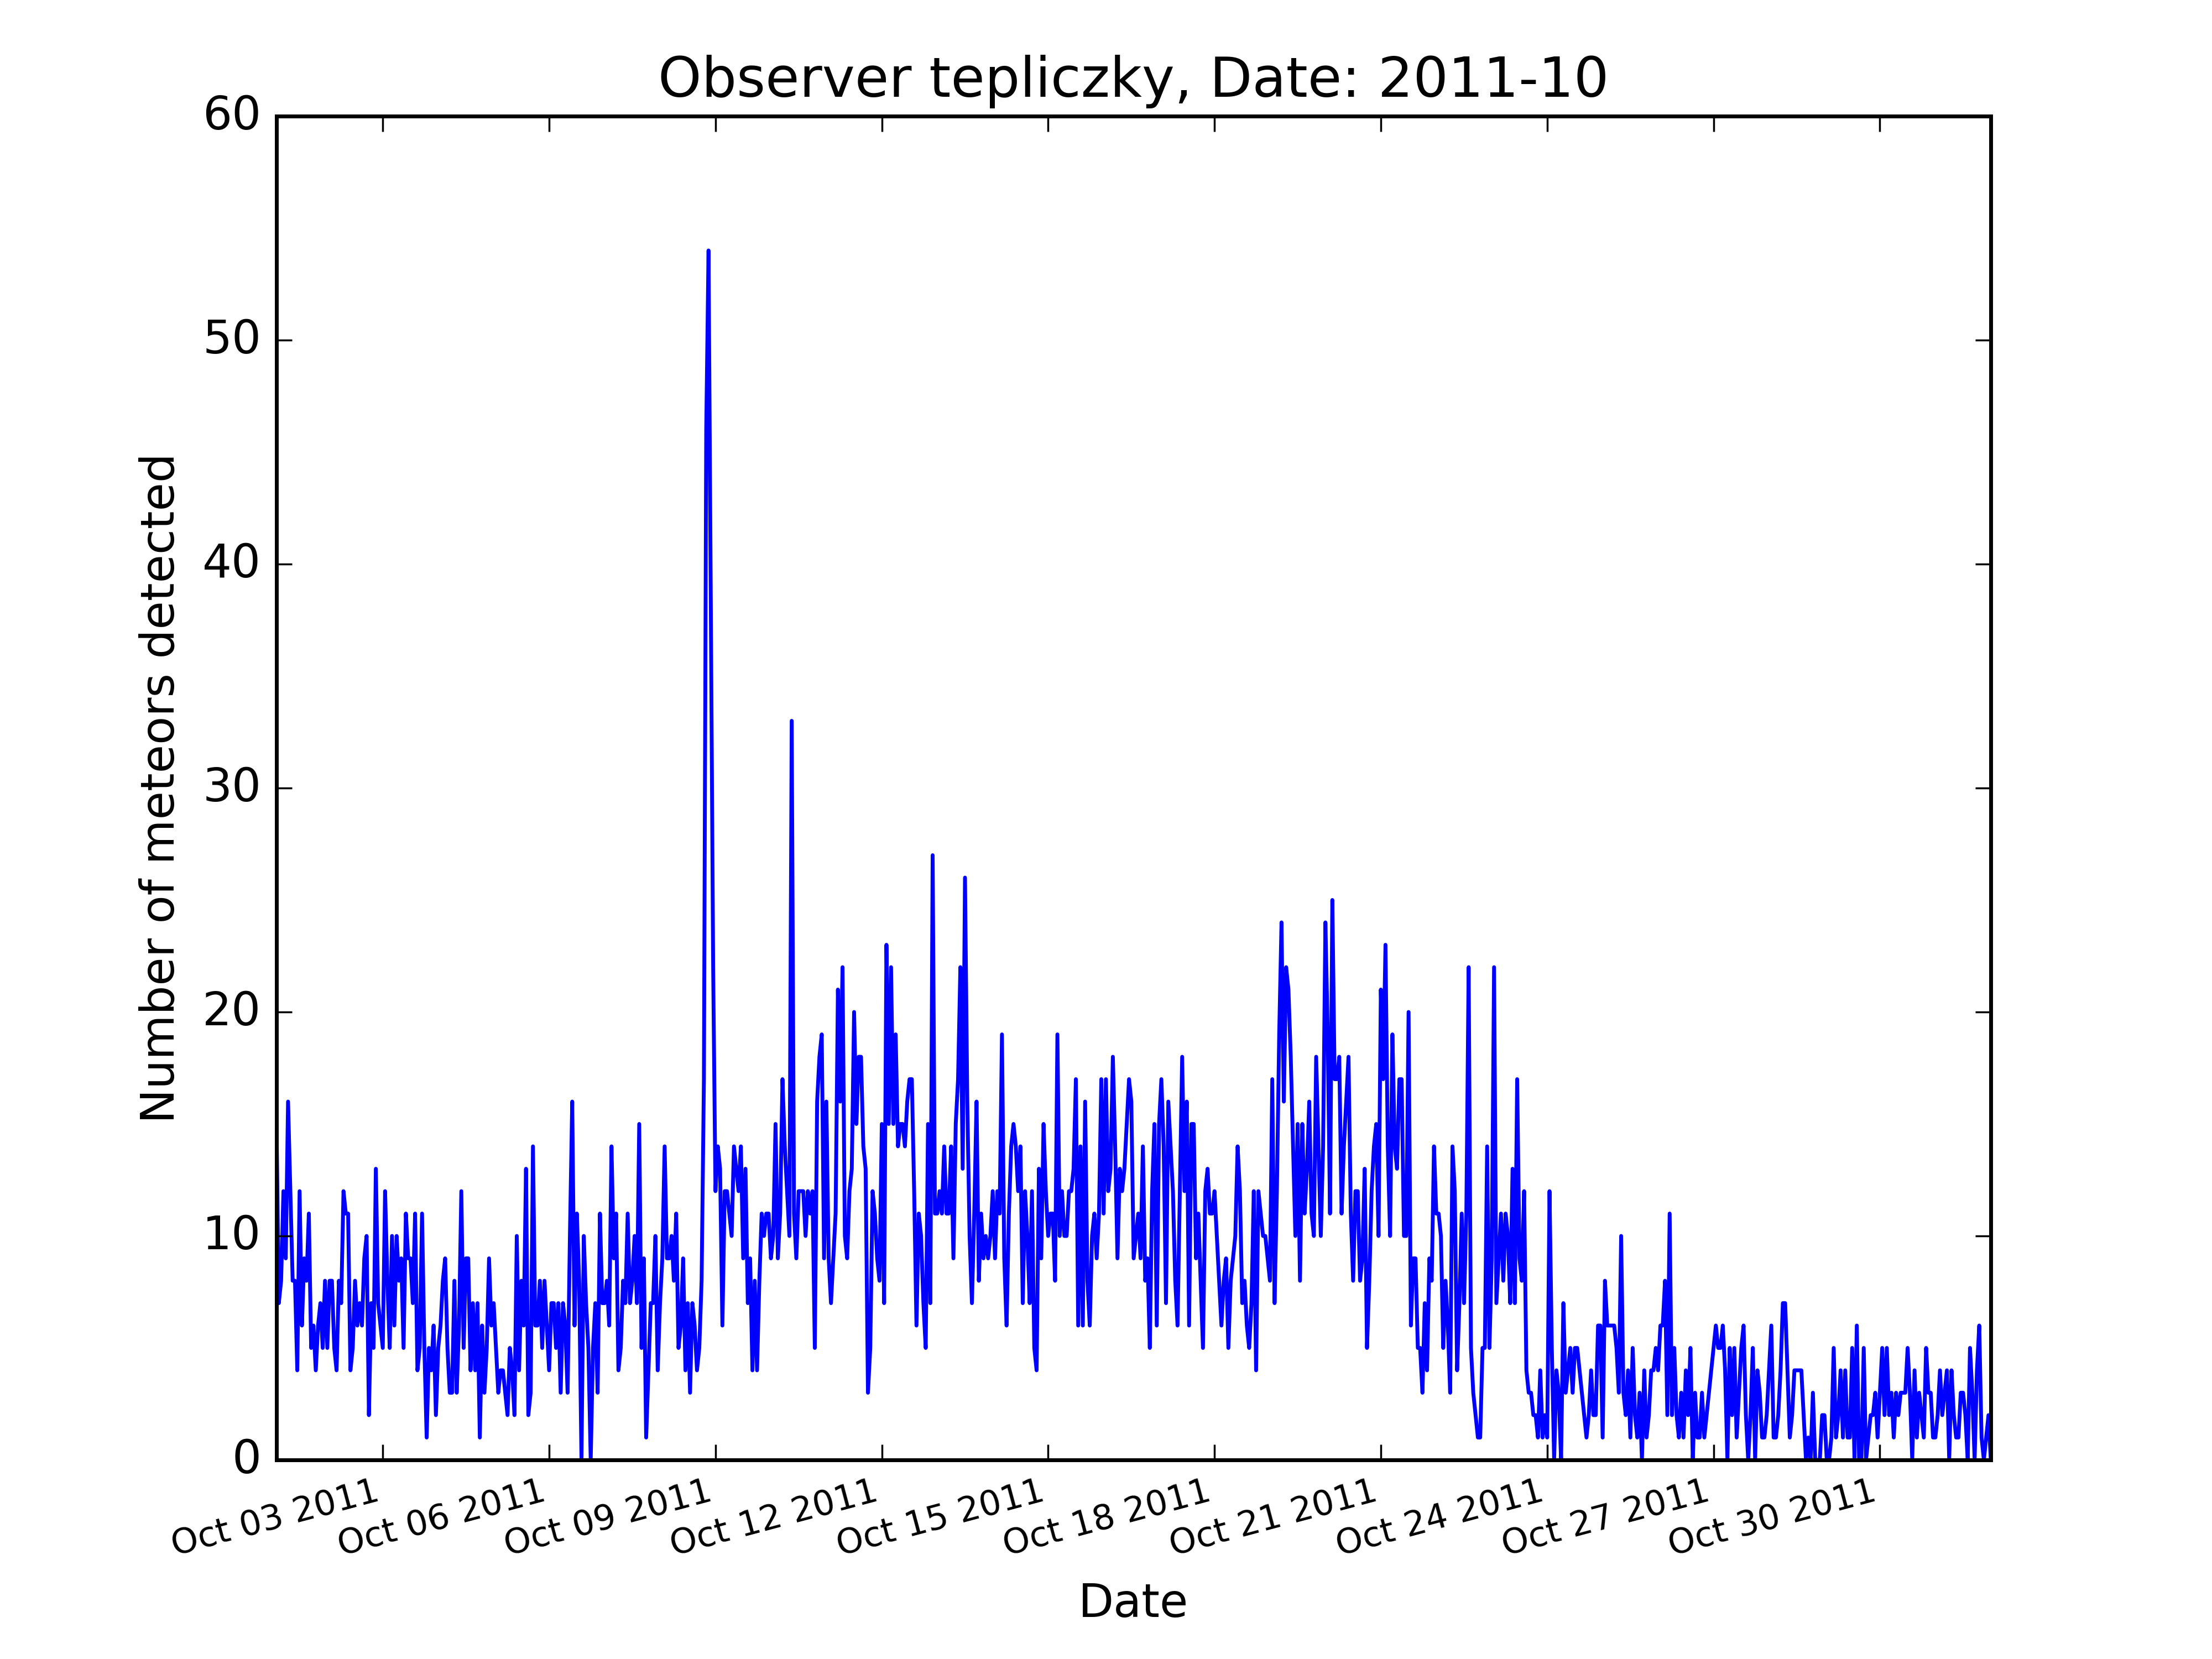 Observer tepliczky, Date: 2011-10
60
50
40
30
20
10
0
Number of meteors detected
Oct 03 2011
Oct 06 2011
Oct 09 2011
Oct 12 2011
Oct 15 2011
Oct 18 2011
Oct 21 2011
Oct 24 2011
Oct 27 2011
Oct 30 2011
Date